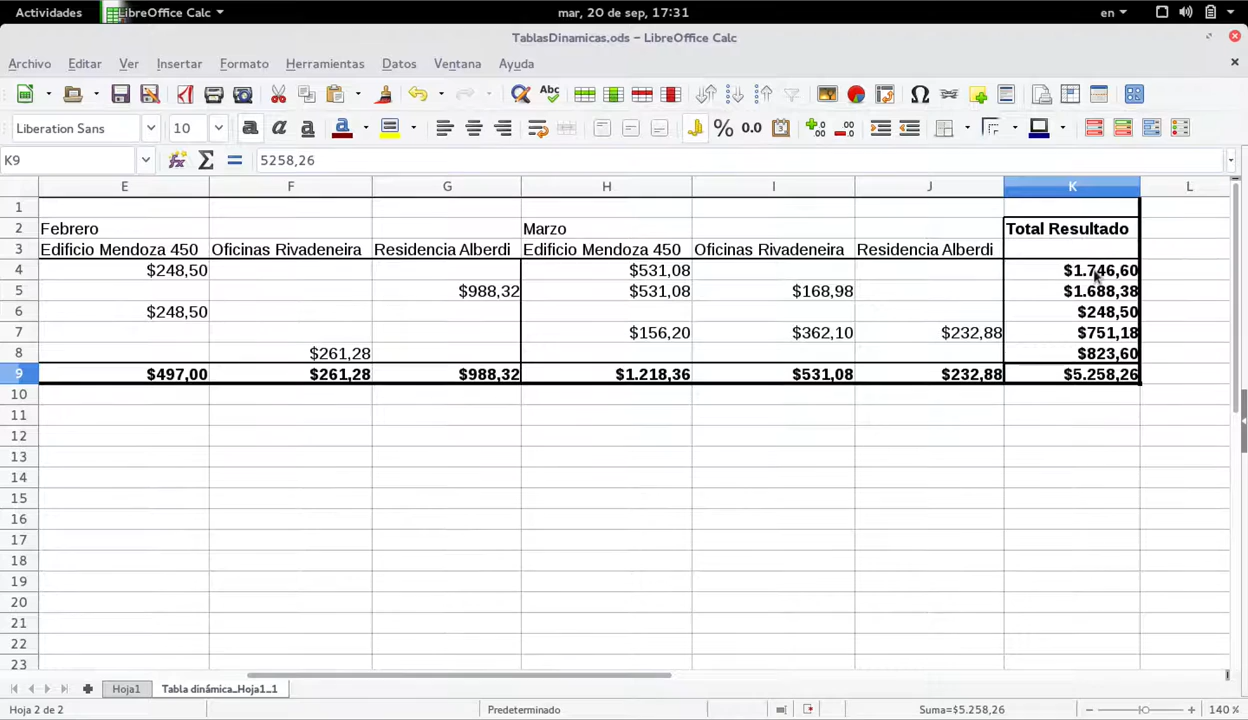 Actividades LibreOffice Calc mar, 20 de sep, 17:31 en
TablasDinamicas.ods – LibreOffice Calc
Archivo Editar Ver Insertar Formato Herramientas Datos Ventana Ayuda
Liberation Sans 10
K9 5258,26
E F G H I J K L
1
2 Febrero Marzo Total Resultado
3 Edificio Mendoza 450 Oficinas Rivadeneira Residencia Alberdi Edificio Mendoza 450 Oficinas Rivadeneira Residencia Alberdi
4 $248,50 $531,08 $1.746,60
5 $988,32 $531,08 $168,98 $1.688,38
6 $248,50 $248,50
7 $156,20 $362,10 $232,88 $751,18
8 $261,28 $823,60
9 $497,00 $261,28 $988,32 $1.218,36 $531,08 $232,88 $5.258,26
10
11
12
13
14
15
16
17
18
19
20
21
22
23
Hoja1 Tabla dinámica_Hoja1_1
Hoja 2 de 2 Predeterminado Suma=$5.258,26 140 %